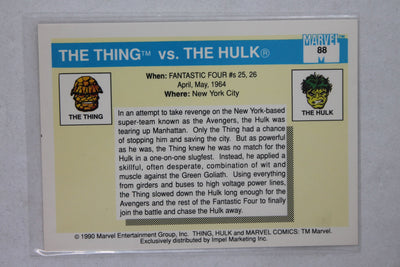 THE THING™ vs. THE HULK®
MARVEL™
88
When: FANTASTIC FOUR #s 25, 26
April, May, 1964
Where: New York City
THE THING
THE HULK
In an attempt to take revenge on the New York-based
super-team known as the Avengers, the Hulk was
tearing up Manhattan. Only the Thing had a chance
of stopping him and saving the city. But as powerful
as he was, the Thing knew he was no match for the
Hulk in a one-on-one slugfest. Instead, he applied a
skillful, often desperate, combination of wit and
muscle against the Green Goliath. Using everything
from girders and buses to high voltage power lines,
the Thing slowed down the Hulk long enough for the
Avengers and the rest of the Fantastic Four to finally
join the battle and chase the Hulk away.
© 1990 Marvel Entertainment Group, Inc. THING, HULK and MARVEL COMICS: TM Marvel.
Exclusively distributed by Impel Marketing Inc.